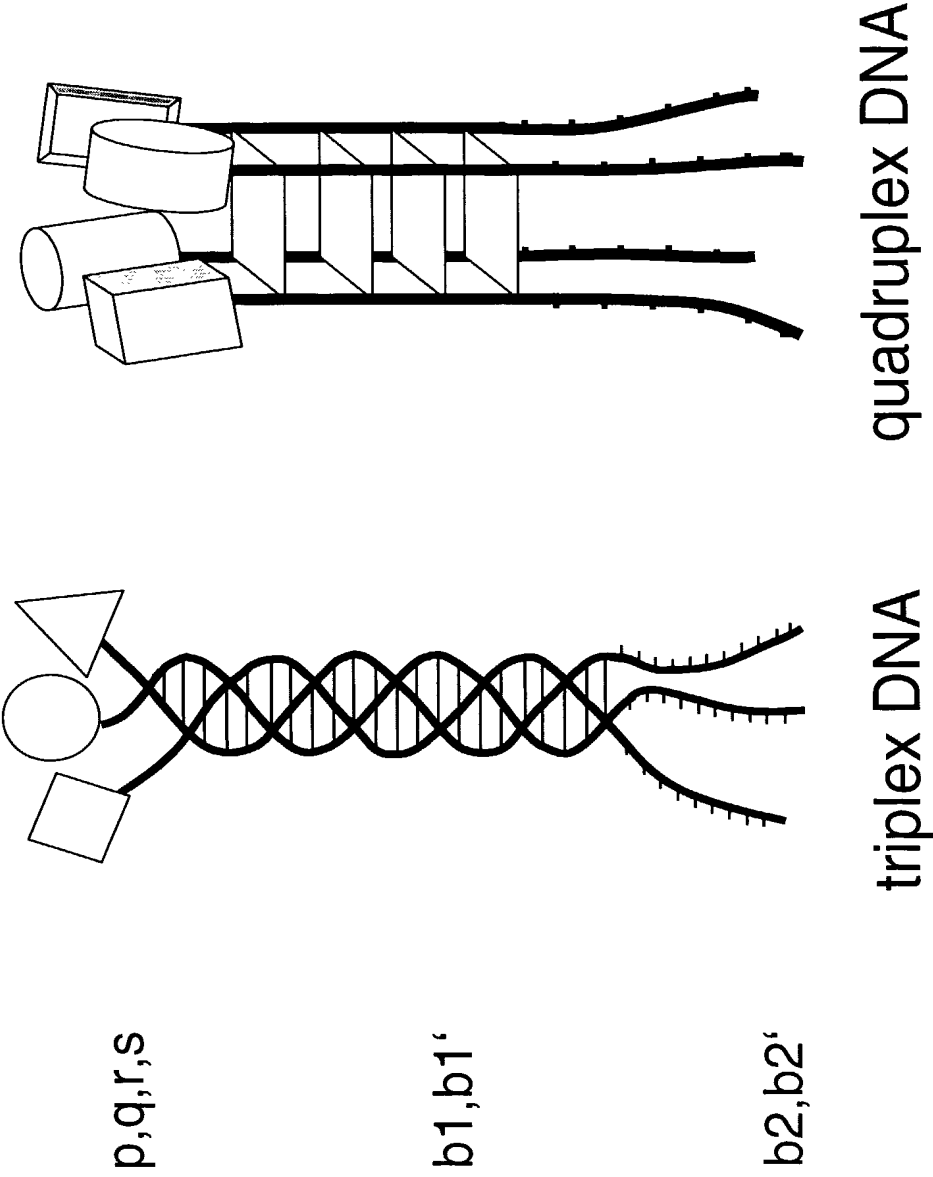 p,q,r,s
b1,b1‘
b2,b2‘
triplex DNA
quadruplex DNA